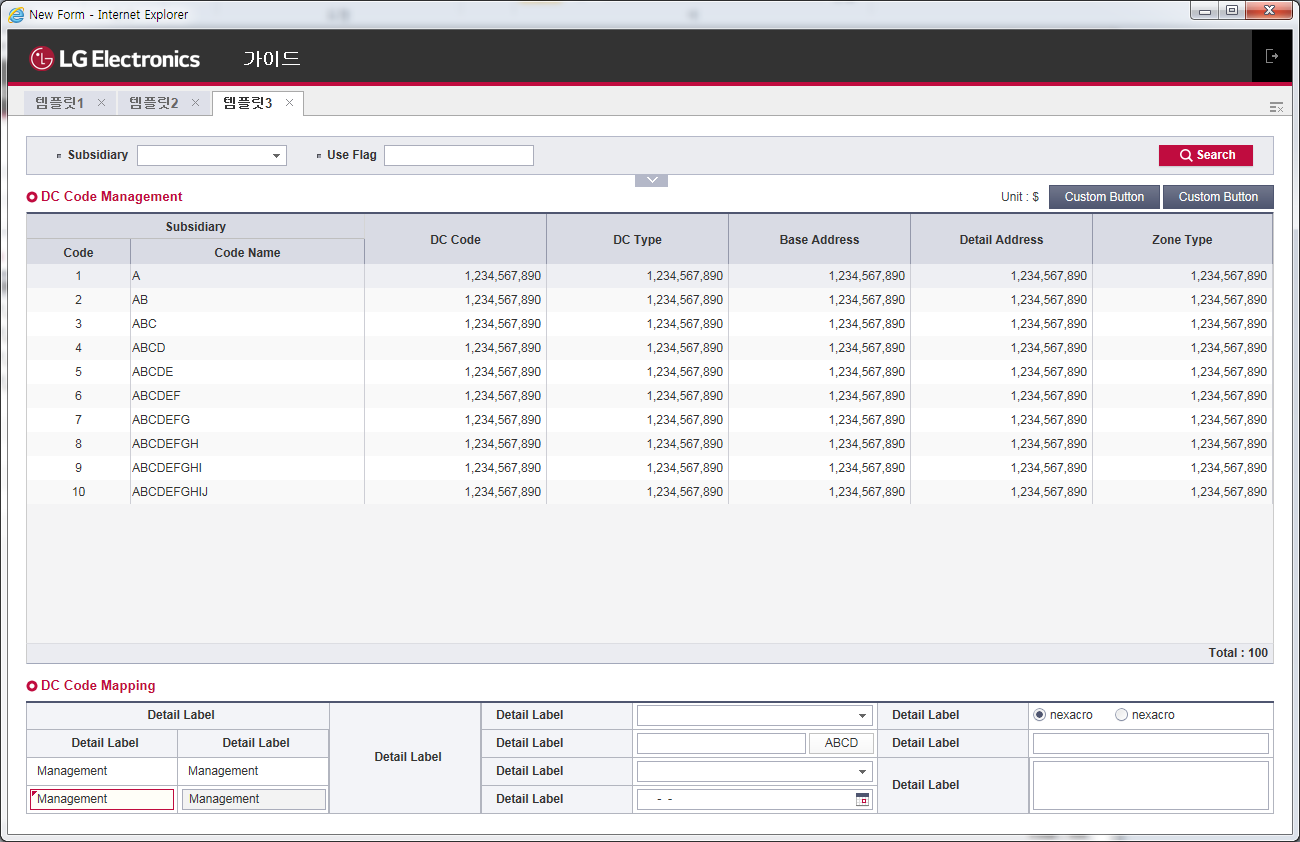 New Form - Internet Explorer
LG Electronics 가이드
템플릿1 템플릿2 템플릿3
Subsidiary Use Flag Search
DC Code Management Unit : $ Custom Button Custom Button
Subsidiary
DC Code DC Type Base Address Detail Address Zone Type
Code Code Name
1 A 1,234,567,890 1,234,567,890 1,234,567,890 1,234,567,890 1,234,567,890
2 AB 1,234,567,890 1,234,567,890 1,234,567,890 1,234,567,890 1,234,567,890
3 ABC 1,234,567,890 1,234,567,890 1,234,567,890 1,234,567,890 1,234,567,890
4 ABCD 1,234,567,890 1,234,567,890 1,234,567,890 1,234,567,890 1,234,567,890
5 ABCDE 1,234,567,890 1,234,567,890 1,234,567,890 1,234,567,890 1,234,567,890
6 ABCDEF 1,234,567,890 1,234,567,890 1,234,567,890 1,234,567,890 1,234,567,890
7 ABCDEFG 1,234,567,890 1,234,567,890 1,234,567,890 1,234,567,890 1,234,567,890
8 ABCDEFGH 1,234,567,890 1,234,567,890 1,234,567,890 1,234,567,890 1,234,567,890
9 ABCDEFGHI 1,234,567,890 1,234,567,890 1,234,567,890 1,234,567,890 1,234,567,890
10 ABCDEFGHIJ 1,234,567,890 1,234,567,890 1,234,567,890 1,234,567,890 1,234,567,890
Total : 100
DC Code Mapping
Detail Label Detail Label Detail Label nexacro nexacro
Detail Label Detail Label Detail Label ABCD Detail Label
Detail Label
Management Management Detail Label
Detail Label
Management Management Detail Label - -